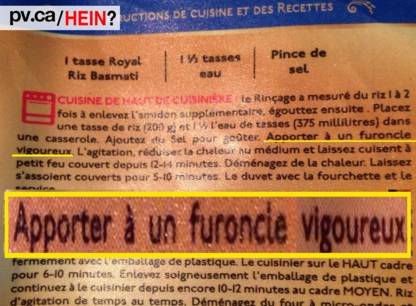 pv.ca/HEIN?
RUCTIONS DE CUISINE ET DES RECETTES
1 tasse Royal
Riz Basmati
1 ½ tasses
eau
Pince de
sel
CUISINE DE HAUT DE CUISINIÈRE : le Rinçage a mesuré du riz 1 à 2
fois à enlevez l'amidon supplémentaire, égouttez ensuite . Placez
une tasse de riz (200 g) et 1 ½ l'eau de tasses (375 millilitres) dans
une casserole. Ajoutez du Sel pour goûter. Apporter à un furoncle
vigoureux. L'agitation, réduiser la chaleur au médium et laissez cuisent à
petit feu couvert depuis 12-14 minutes. Déménagez de la chaleur. Laissez
s'assoient couverts pour 5-10 minutes. Le duvet avec la fourchette et le
service.
Apporter à un furoncle vigoureux
fermement avec l'emballage de plastique. Le cuisinier sur le HAUT cadre
pour 6-10 minutes. Enlevez soigneusement l'emballage de plastique et
continuez à le cuisinier depuis encore 10-12 minutes au cadre MOYEN. Riz
d'agitation de temps au temps. Déménagez du four à